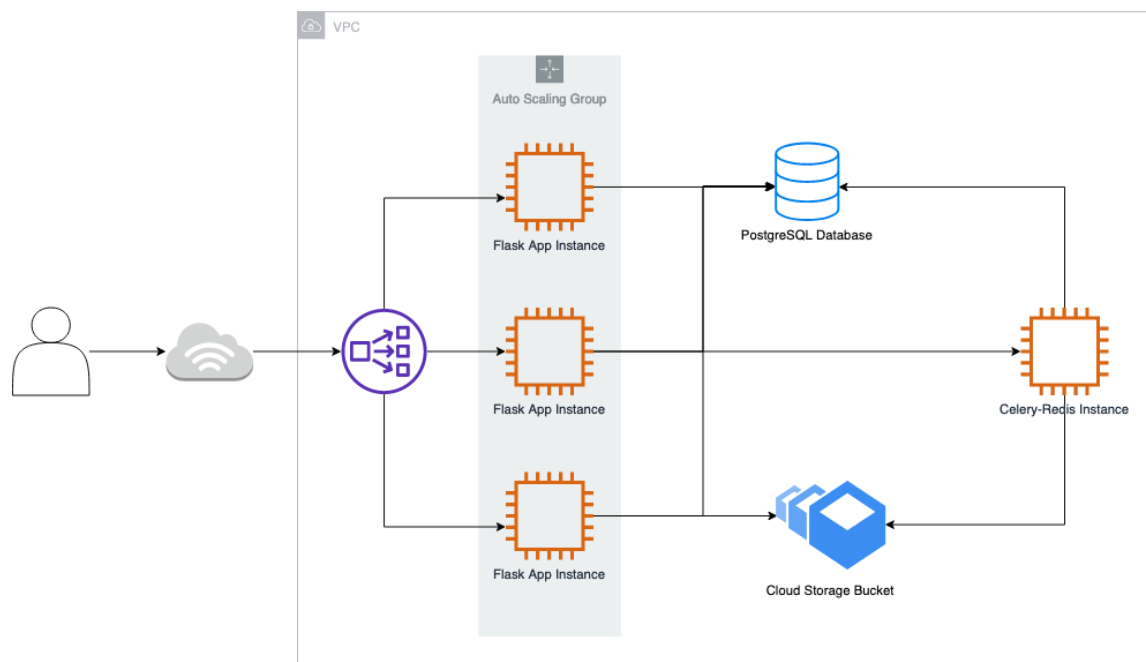 VPC
Auto Scaling Group
Flask App Instance
PostgreSQL Database
Flask App Instance
Celery-Redis Instance
Flask App Instance
Cloud Storage Bucket